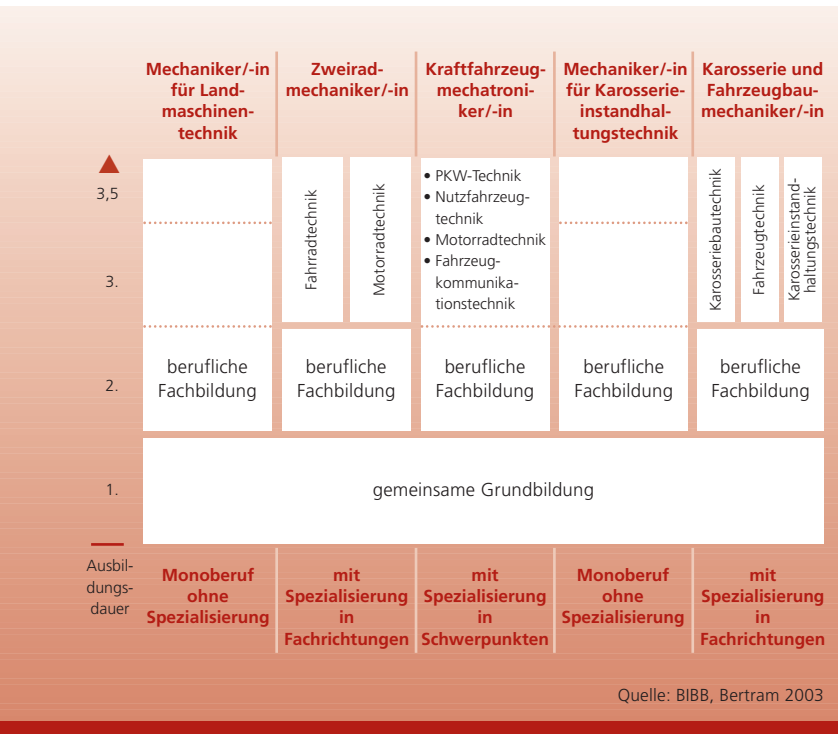 Mechaniker/-in
für Land-
maschinen-
technik
Zweirad-
mechaniker/-in
Kraftfahrzeug-
mechatroni-
ker/-in
Mechaniker/-in
für Karosserie-
instandhal-
tungstechnik
Karosserie und
Fahrzeugbau-
mechaniker/-in
3,5
3.
Fahrradtechnik
Motorradtechnik
• PKW-Technik
• Nutzfahrzeug-
technik
• Motorradtechnik
• Fahrzeug-
kommunika-
tionstechnik
Karosseriebautechnik
Fahrzeugtechnik
Karosserieinstand-
haltungstechnik
2.
berufliche
Fachbildung
berufliche
Fachbildung
berufliche
Fachbildung
berufliche
Fachbildung
berufliche
Fachbildung
1.
gemeinsame Grundbildung
Ausbil-
dungs-
dauer
Monoberuf
ohne
Spezialisierung
mit
Spezialisierung
in
Fachrichtungen
mit
Spezialisierung
in
Schwerpunkten
Monoberuf
ohne
Spezialisierung
mit
Spezialisierung
in
Fachrichtungen
Quelle: BIBB, Bertram 2003